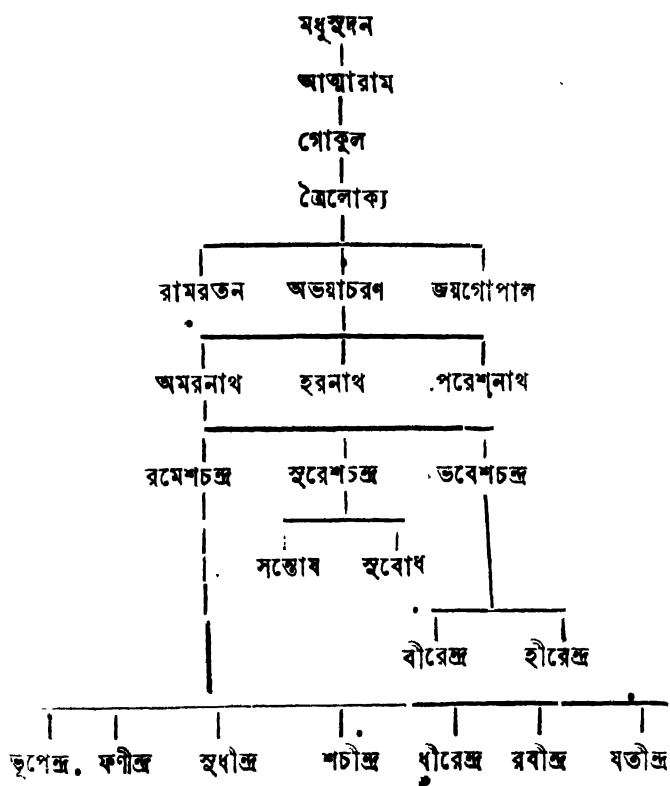 মধুসূদন
আত্মারাম
গোকুল
ত্রৈলোক্য
রামরতন অভয়াচরণ জয়গোপাল
অমরনাথ হরনাথ পরেশনাথ
রমেশচন্দ্র সুরেশচন্দ্র ভবেশচন্দ্র
সন্তোষ সুবোধ
বীরেন্দ্র হীরেন্দ্র
ভূপেন্দ্র ফণীন্দ্র সুধীন্দ্র শচীন্দ্র ধীরেন্দ্র রবীন্দ্র যতীন্দ্র